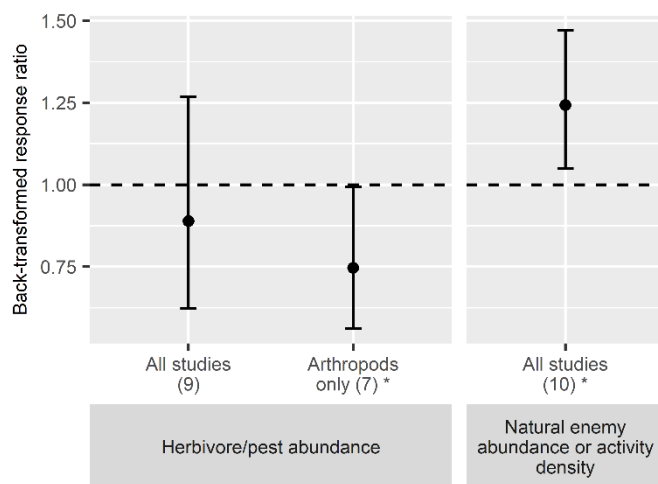 Back-transformed response ratio
1.50
1.25
1.00
0.75
All studies
(9)
Arthropods
only (7) *
All studies
(10) *
Herbivore/pest abundance
Natural enemy
abundance or activity
density